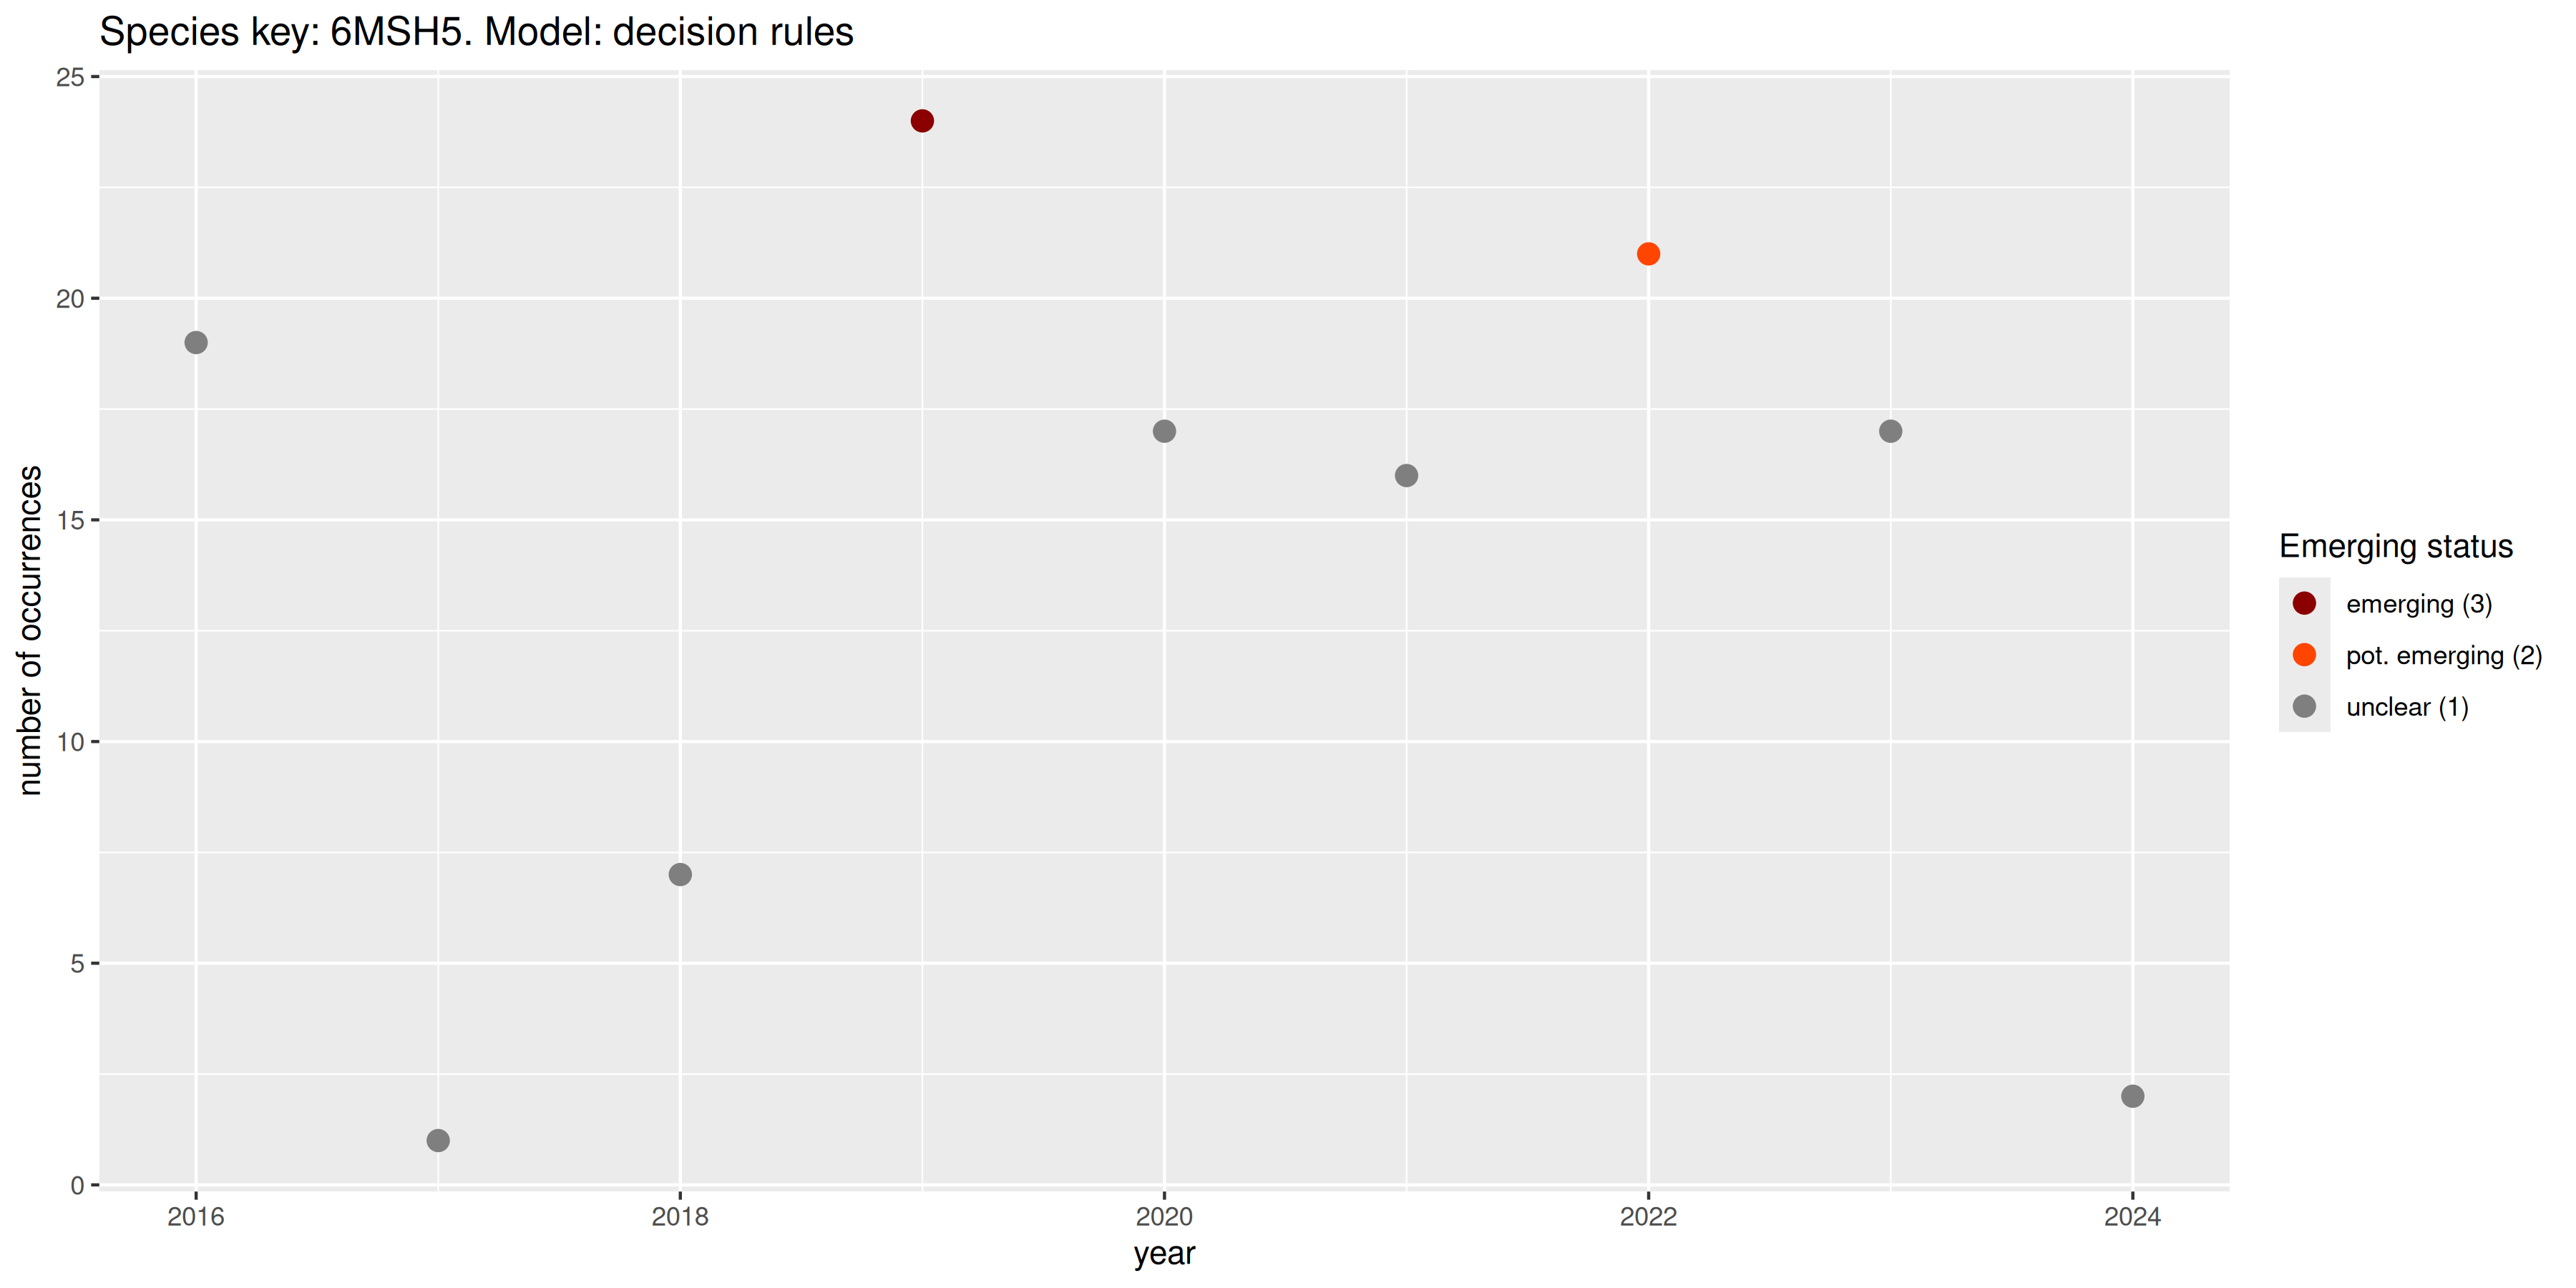 Species key: 6MSH5. Model: decision rules
25
20
15
10
5
0
number of occurrences
2016
2018
2020
2022
2024
year
Emerging status
emerging (3)
pot. emerging (2)
unclear (1)